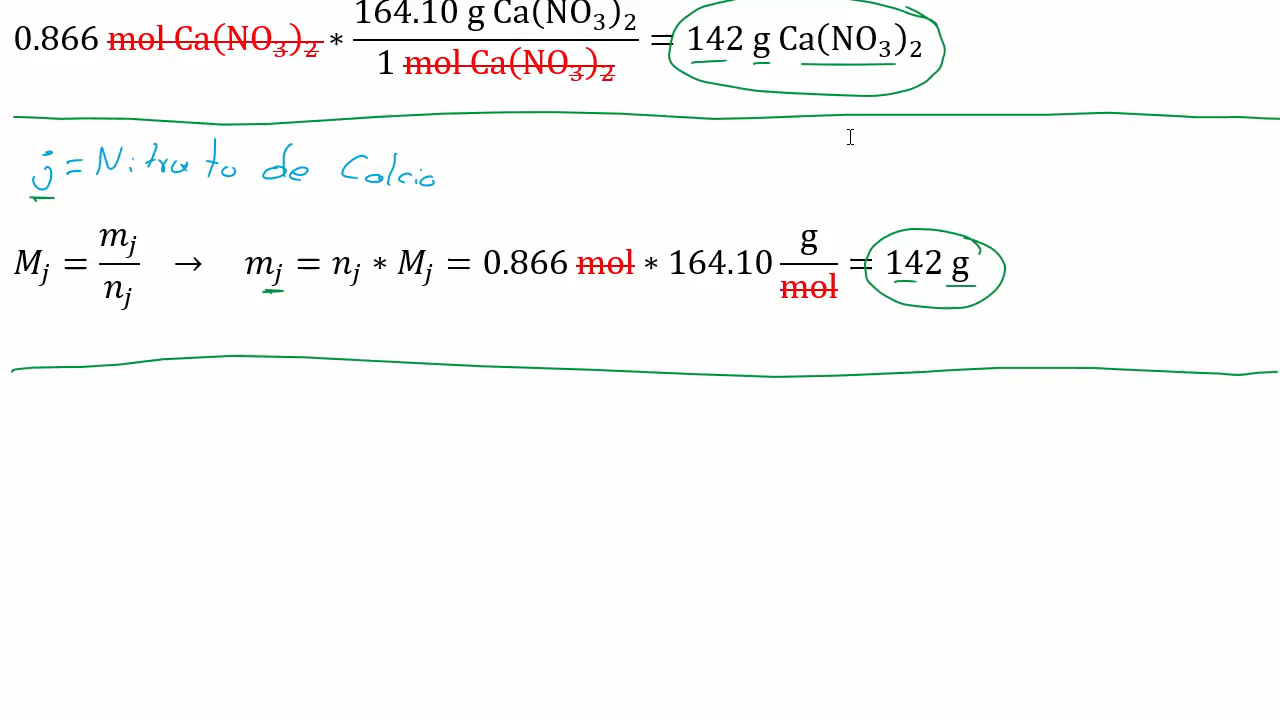 0.866 mol Ca(NO₃)₂ * 164.10 g Ca(NO₃)₂ / 1 mol Ca(NO₃)₂ = 142 g Ca(NO₃)₂
j = Nitrato de Calcio
Mⱼ = mⱼ / nⱼ → mⱼ = nⱼ * Mⱼ = 0.866 mol * 164.10 g / mol = 142 g